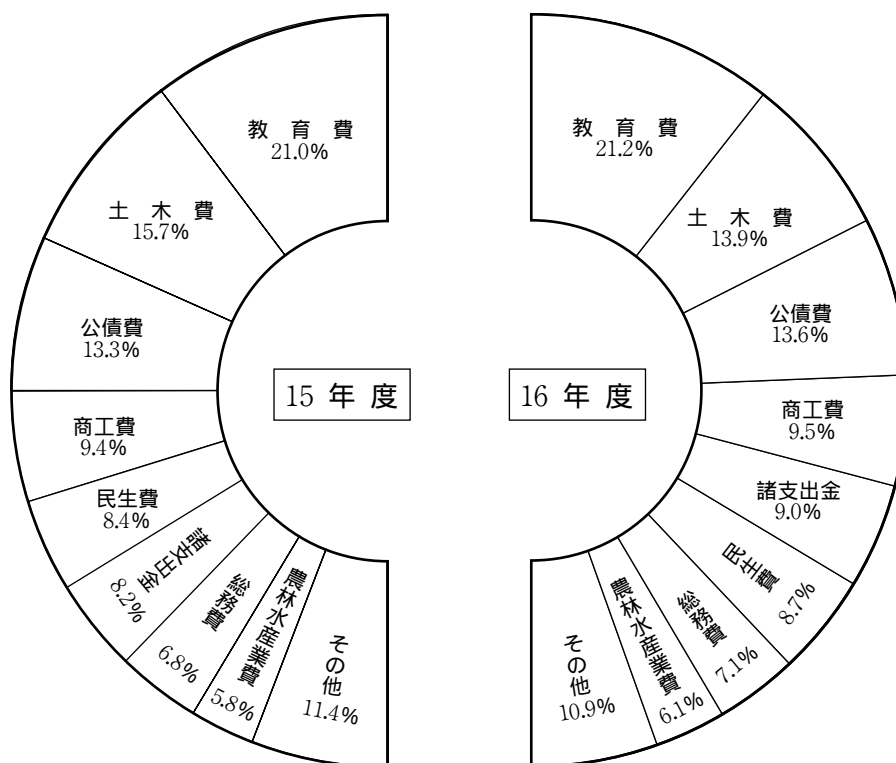 教育費
21.0%
土木費
15.7%
公債費
13.3%
商工費
9.4%
民生費
8.4%
諸支出金
8.2%
総務費
6.8%
農林水産業費
5.8%
その他
11.4%
15年度
教育費
21.2%
土木費
13.9%
公債費
13.6%
商工費
9.5%
諸支出金
9.0%
民生費
8.7%
総務費
7.1%
農林水産業費
6.1%
その他
10.9%
16年度